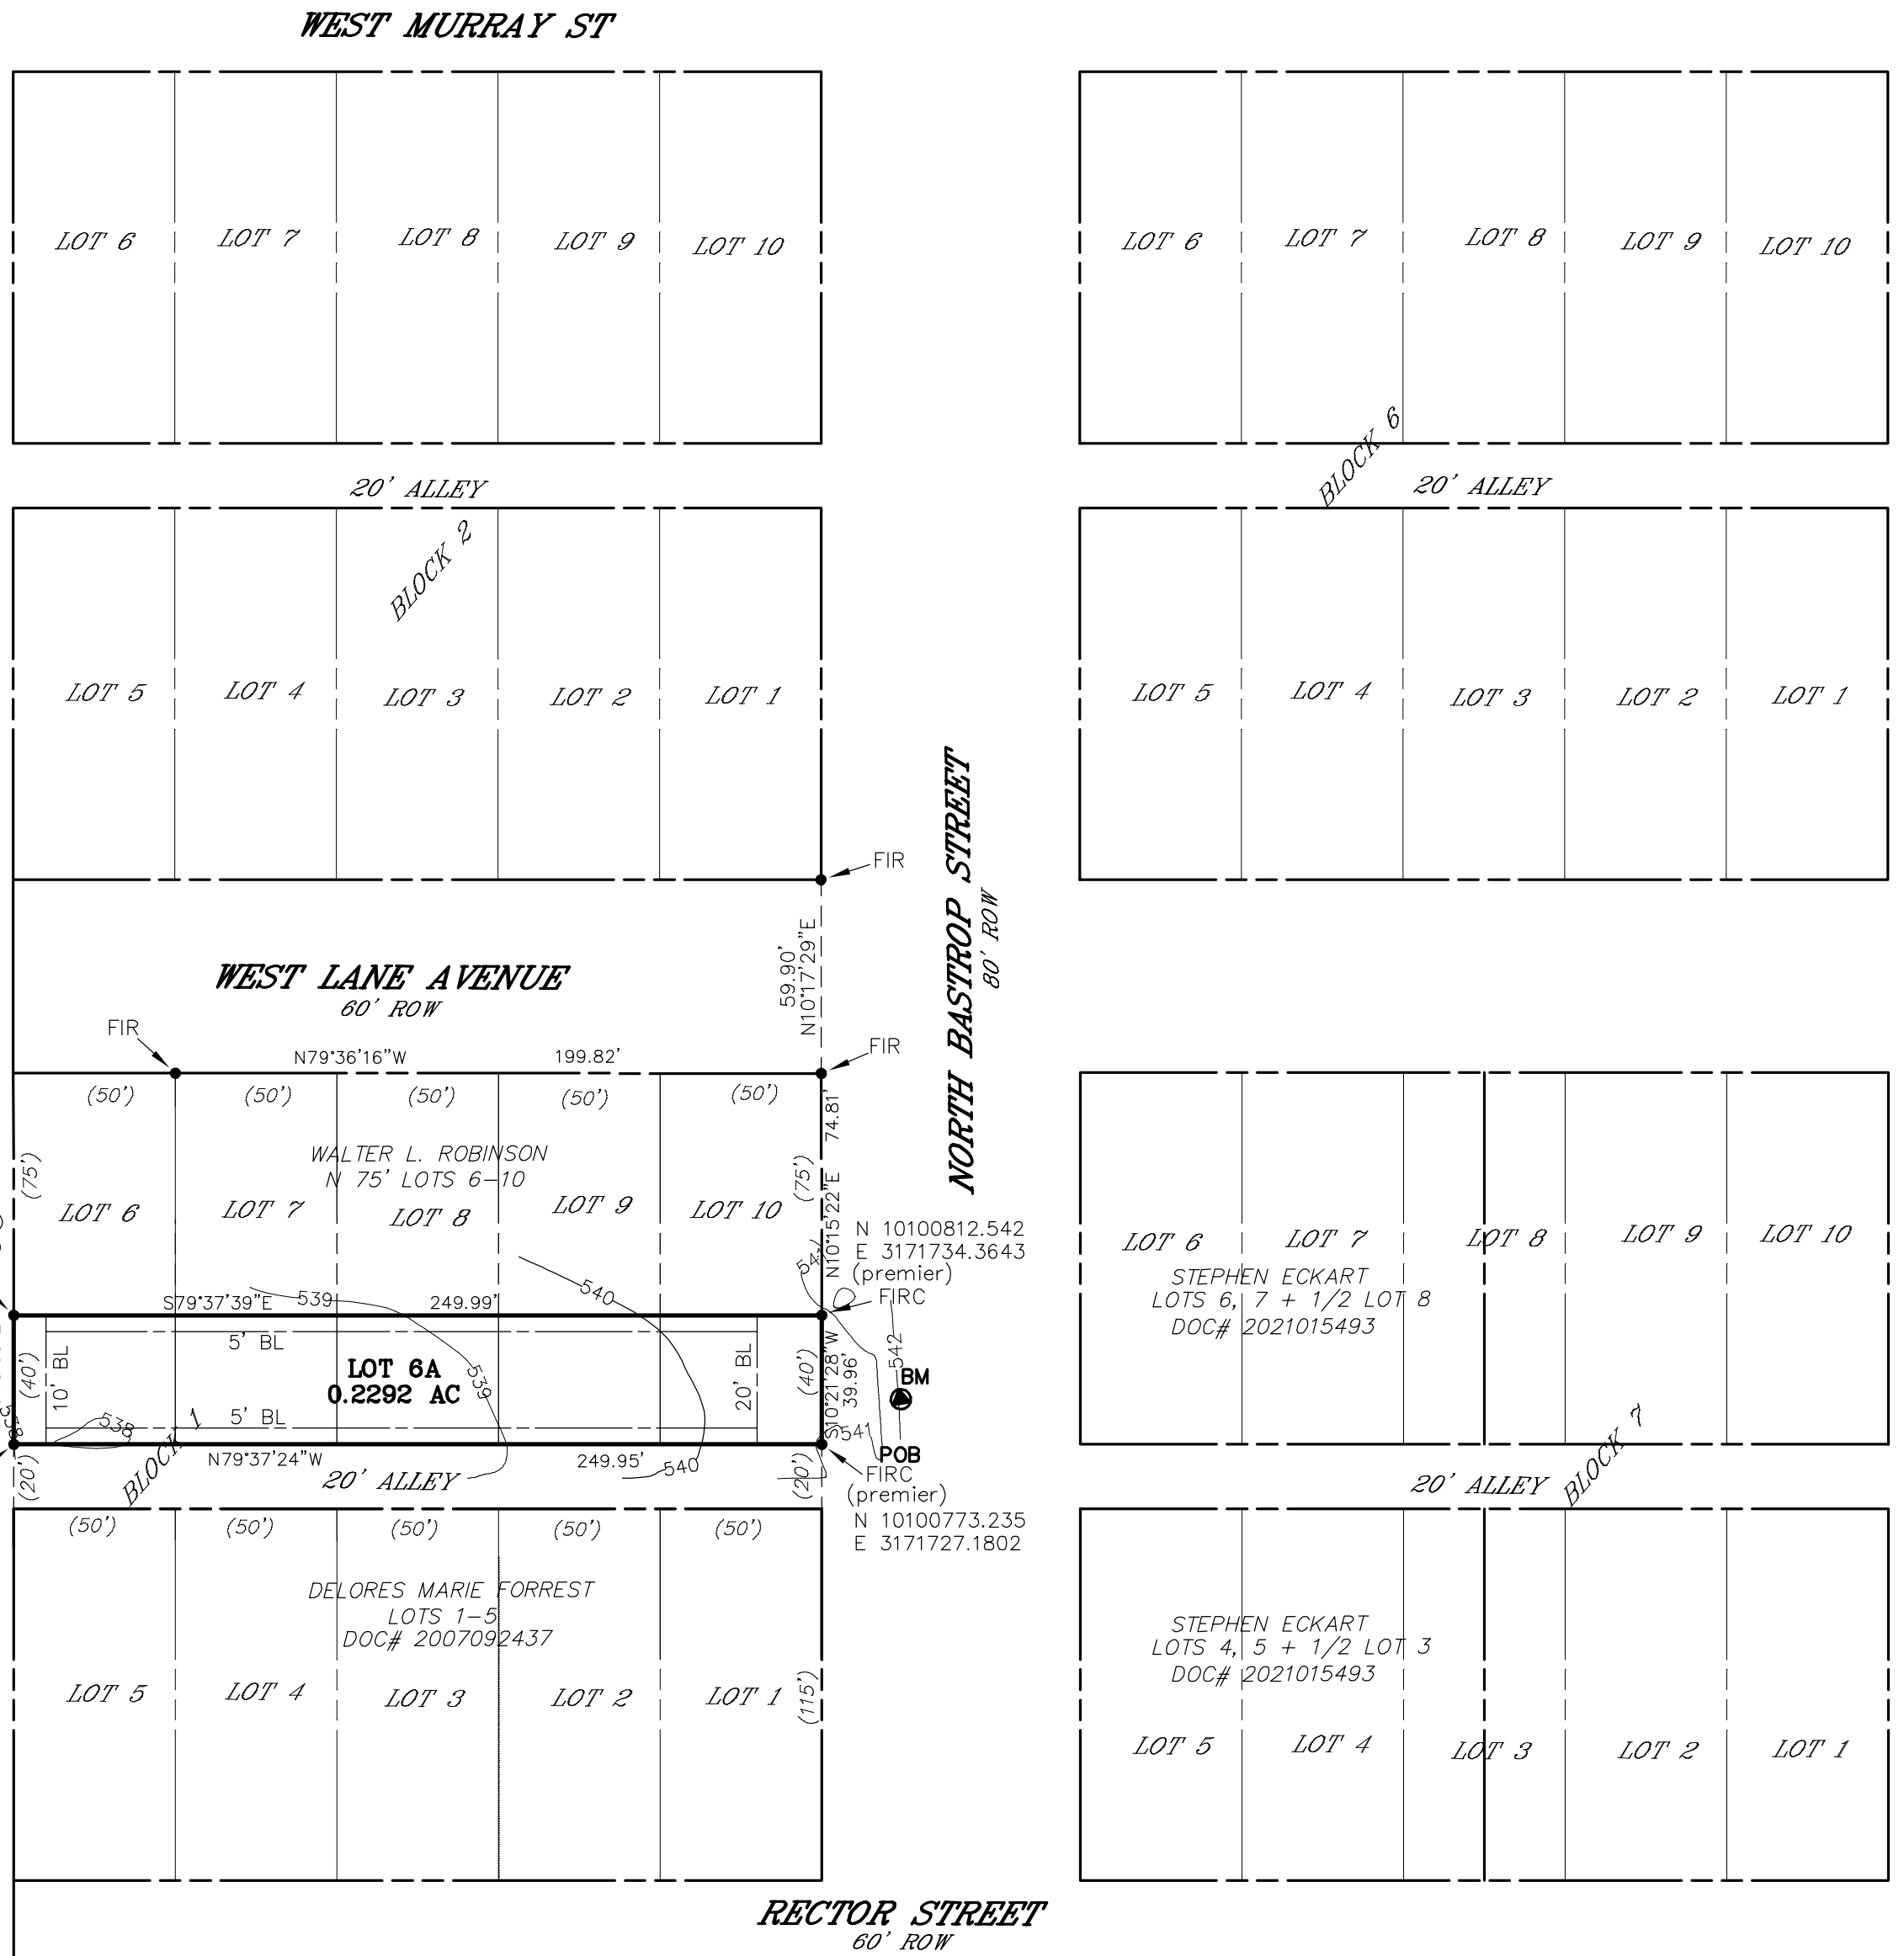 WEST MURRAY ST
LOT 6
LOT 7
LOT 8
LOT 9
LOT 10
LOT 6
LOT 7
LOT 8
LOT 9
LOT 10
BLOCK 6
20' ALLEY
20' ALLEY
BLOCK 2
LOT 5
LOT 4
LOT 3
LOT 2
LOT 1
LOT 5
LOT 4
LOT 3
LOT 2
LOT 1
NORTH BASTROP STREET
80' ROW
FIR
59.90'
N10°17'29"E
WEST LANE AVENUE
60' ROW
FIR
N79°36'16"W
199.82'
FIR
(50')
(50')
(50')
(50')
(50')
74.81'
(75')
(75')
N10°15'22"E
WALTER L. ROBINSON
N 75' LOTS 6-10
LOT 6
LOT 7
LOT 8
LOT 9
LOT 10
N 10100812.542
E 3171734.3643
(premier)
FIRC
LOT 6
LOT 7
LOT 8
LOT 9
LOT 10
STEPHEN ECKART
LOTS 6, 7 + 1/2 LOT 8
DOC# 2021015493
S79°37'39"E
539
249.99'
540
5' BL
(40')
10' BL
LOT 6A
0.2292 AC
539
20' BL
(40')
S10°21'28"W
39.96'
542
BM
5' BL
538
538
541
POB
BLOCK 1
N79°37'24"W
249.95'
540
(20')
20' ALLEY
(20')
FIRC
(premier)
N 10100773.235
E 3171727.1802
20' ALLEY
BLOCK 7
(50')
(50')
(50')
(50')
(50')
DELORES MARIE FORREST
LOTS 1-5
DOC# 2007092437
STEPHEN ECKART
LOTS 4, 5 + 1/2 LOT 3
DOC# 2021015493
LOT 5
LOT 4
LOT 3
LOT 2
LOT 1
(115')
LOT 5
LOT 4
LOT 3
LOT 2
LOT 1
RECTOR STREET
60' ROW